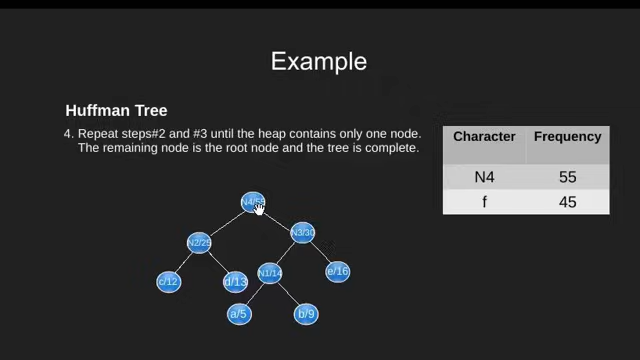 Example
Huffman Tree
4. Repeat steps#2 and #3 until the heap contains only one node.
The remaining node is the root node and the tree is complete.
Character Frequency
N4 55
f 45
N2/25 N3/30
c/12 d/13 N1/14 e/16
a/5 b/9